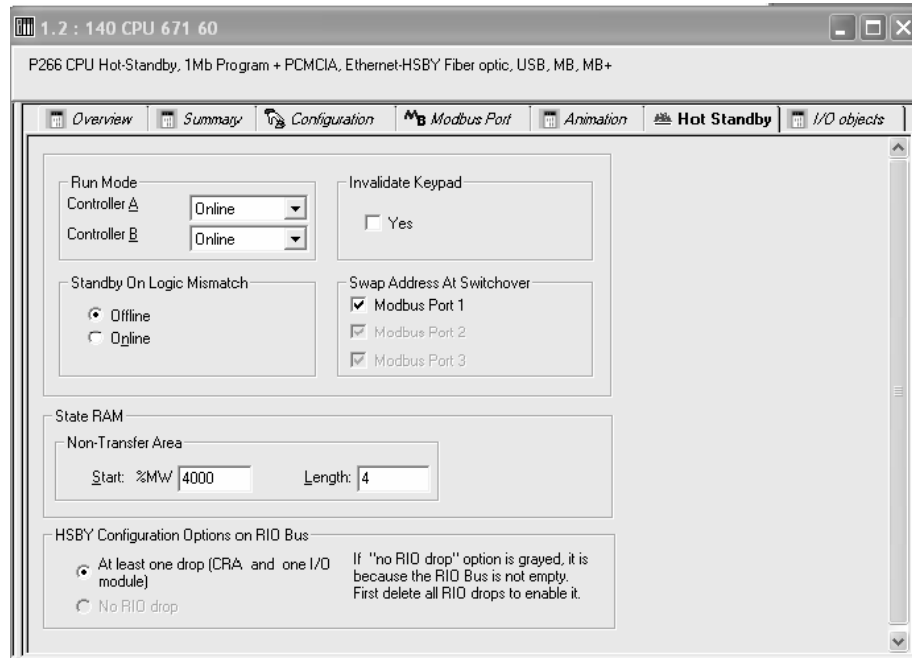 1.2 : 140 CPU 671 60
P266 CPU Hot-Standby, 1Mb Program + PCMCIA, Ethernet-HSBY Fiber optic, USB, MB, MB+
Overview Summary Configuration MB Modbus Port Animation Hot Standby I/O objects
Run Mode
Controller A Online
Controller B Online
Invalidate Keypad
Yes
Standby On Logic Mismatch
Offline
Online
Swap Address At Switchover
Modbus Port 1
Modbus Port 2
Modbus Port 3
State RAM
Non-Transfer Area
Start: %MW 4000 Length: 4
HSBY Configuration Options on RIO Bus
At least one drop (CRA and one I/O
module)
No RIO drop
If "no RIO drop" option is grayed, it is
because the RIO Bus is not empty.
First delete all RIO drops to enable it.